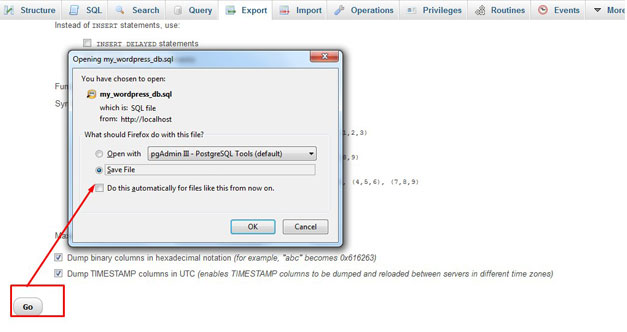 Structure SQL Search Query Export Import Operations Privileges Routines Events More
Instead of INSERT statements, use:
INSERT DELAYED statements
Opening my_wordpress_db.sql
You have chosen to open:
my_wordpress_db.sql
which is: SQL file
from: http://localhost
What should Firefox do with this file?
Open with pgAdmin III - PostgreSQL Tools (default)
Save File
Do this automatically for files like this from now on.
OK Cancel
1,2,3)
,9)
, (4,5,6), (7,8,9)
Dump binary columns in hexadecimal notation (for example, "abc" becomes 0x616263)
Dump TIMESTAMP columns in UTC (enables TIMESTAMP columns to be dumped and reloaded between servers in different time zones)
Go